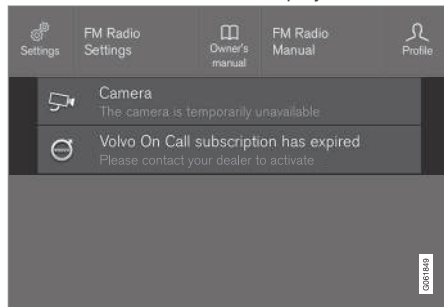 Settings
FM Radio
Settings
Owner's
manual
FM Radio
Manual
Profile
Camera
The camera is temporarily unavailable
Volvo On Call subscription has expired
Please contact your dealer to activate
G061849